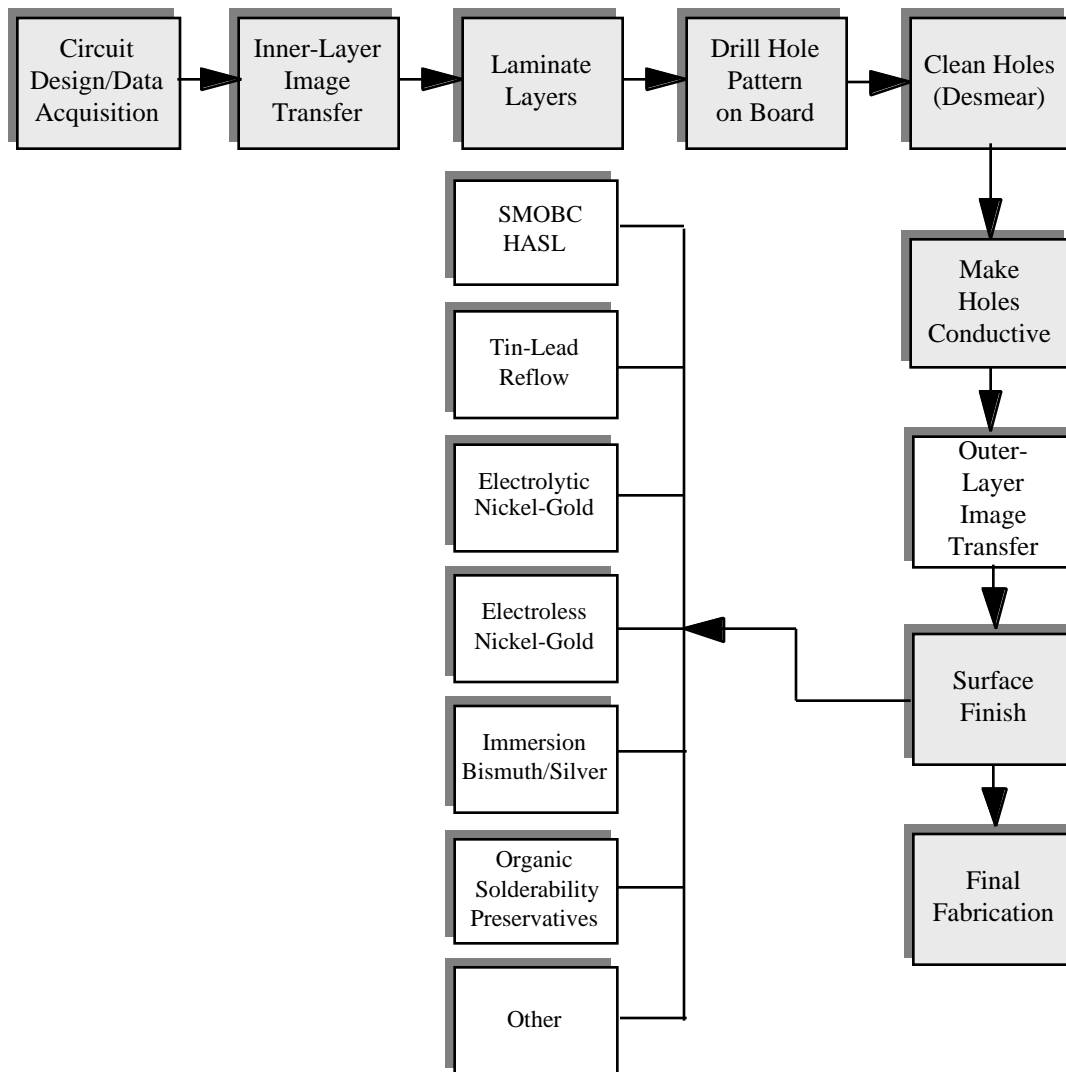 Circuit
Design/Data
Acquisition
Inner-Layer
Image
Transfer
Laminate
Layers
Drill Hole
Pattern
on Board
Clean Holes
(Desmear)
Make
Holes
Conductive
Outer-
Layer
Image
Transfer
Surface
Finish
Final
Fabrication
SMOBC
HASL
Tin-Lead
Reflow
Electrolytic
Nickel-Gold
Electroless
Nickel-Gold
Immersion
Bismuth/Silver
Organic
Solderability
Preservatives
Other